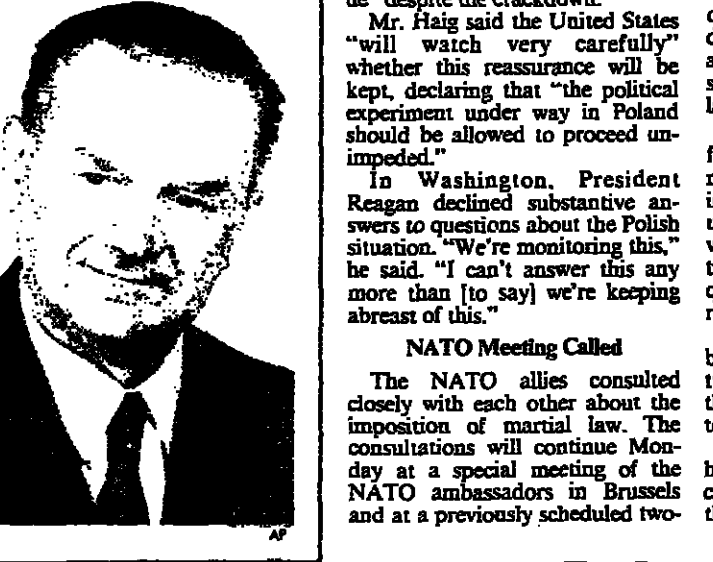 de" despite the crackdown.
Mr. Haig said the United States
"will watch very carefully"
whether this reassurance will be
kept, declaring that "the political
experiment under way in Poland
should be allowed to proceed un-
impeded."
In Washington, President
Reagan declined substantive an-
swers to questions about the Polish
situation. "We're monitoring this,"
he said. "I can't answer this any
more than [to say] we're keeping
abreast of this."
NATO Meeting Called
The NATO allies consulted
closely with each other about the
imposition of martial law. The
consultations will continue Mon-
day at a special meeting of the
NATO ambassadors in Brussels
and at a previously scheduled two-
AP